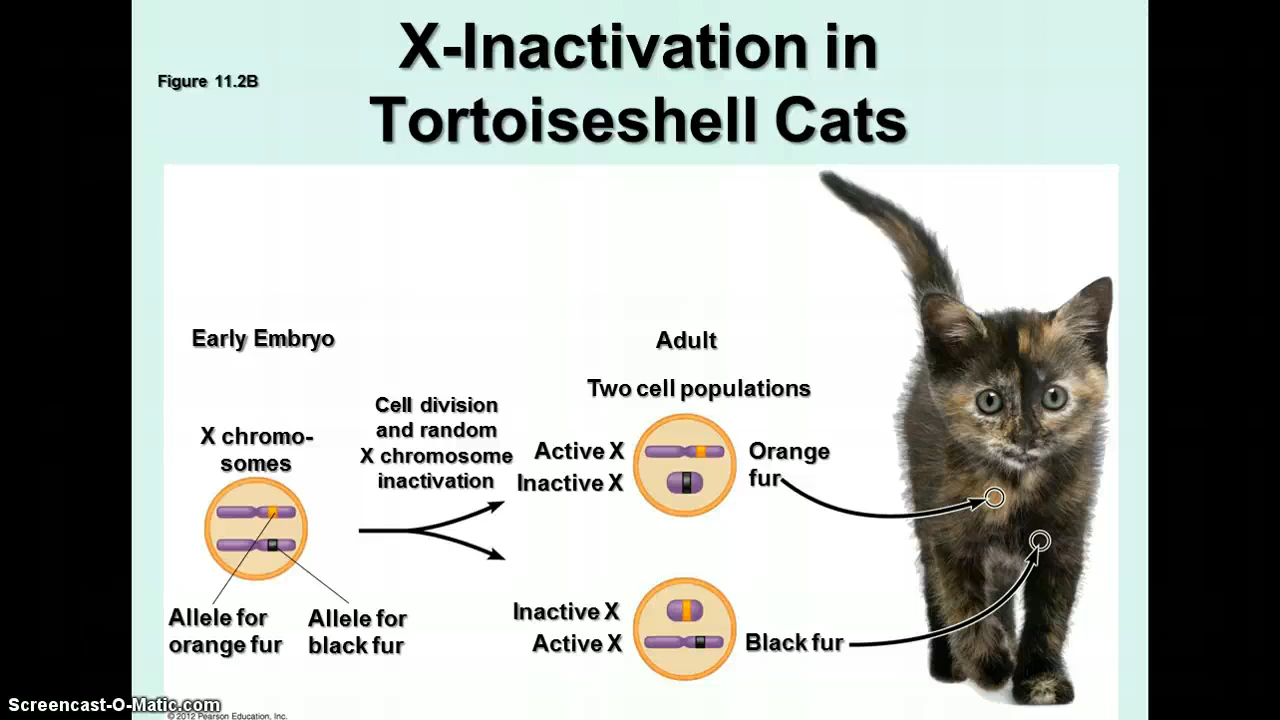 X-Inactivation in
Tortoiseshell Cats
Figure 11.2B
Early Embryo
Adult
Two cell populations
Cell division
and random
X chromosome
inactivation
X chromo-
somes
Active X
Inactive X
Orange
fur
Allele for
orange fur
Allele for
black fur
Inactive X
Active X
Black fur
Screencast-O-Matic.com
© 2012 Pearson Education, Inc.